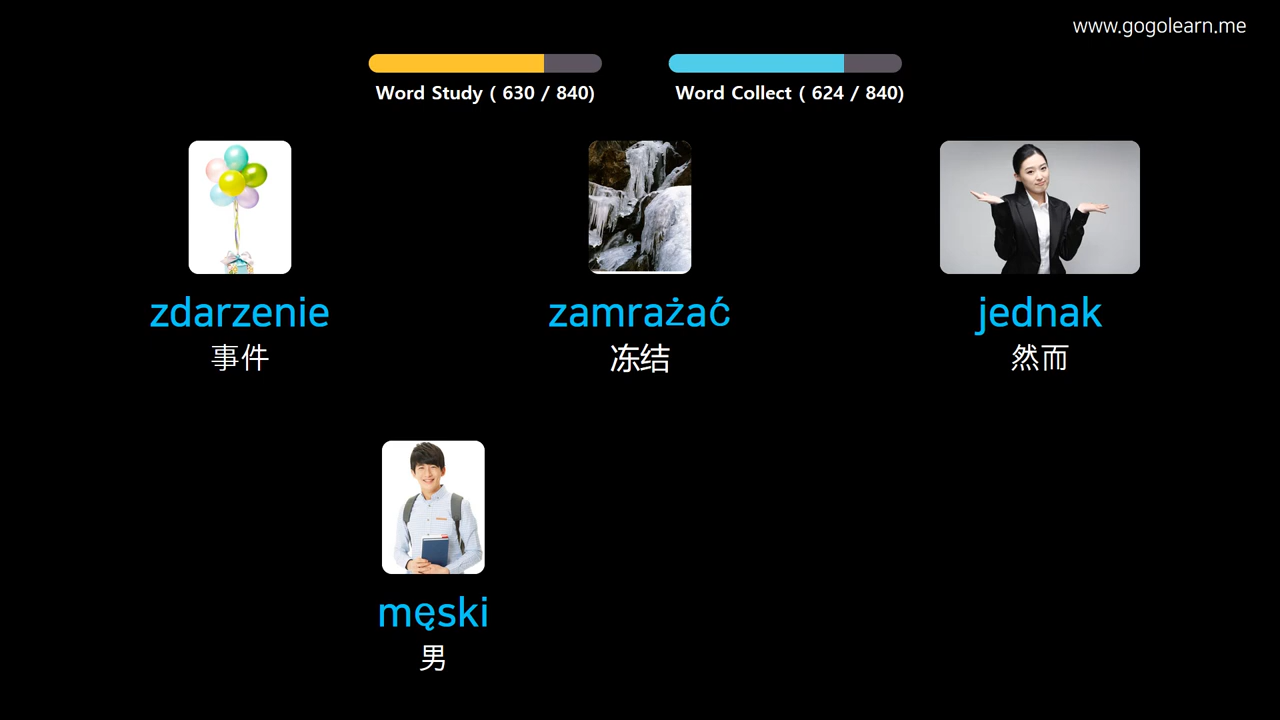 www.gogolearn.me
Word Study ( 630 / 840)
Word Collect ( 624 / 840)
zdarzenie
事件
zamrażać
冻结
jednak
然而
męski
男